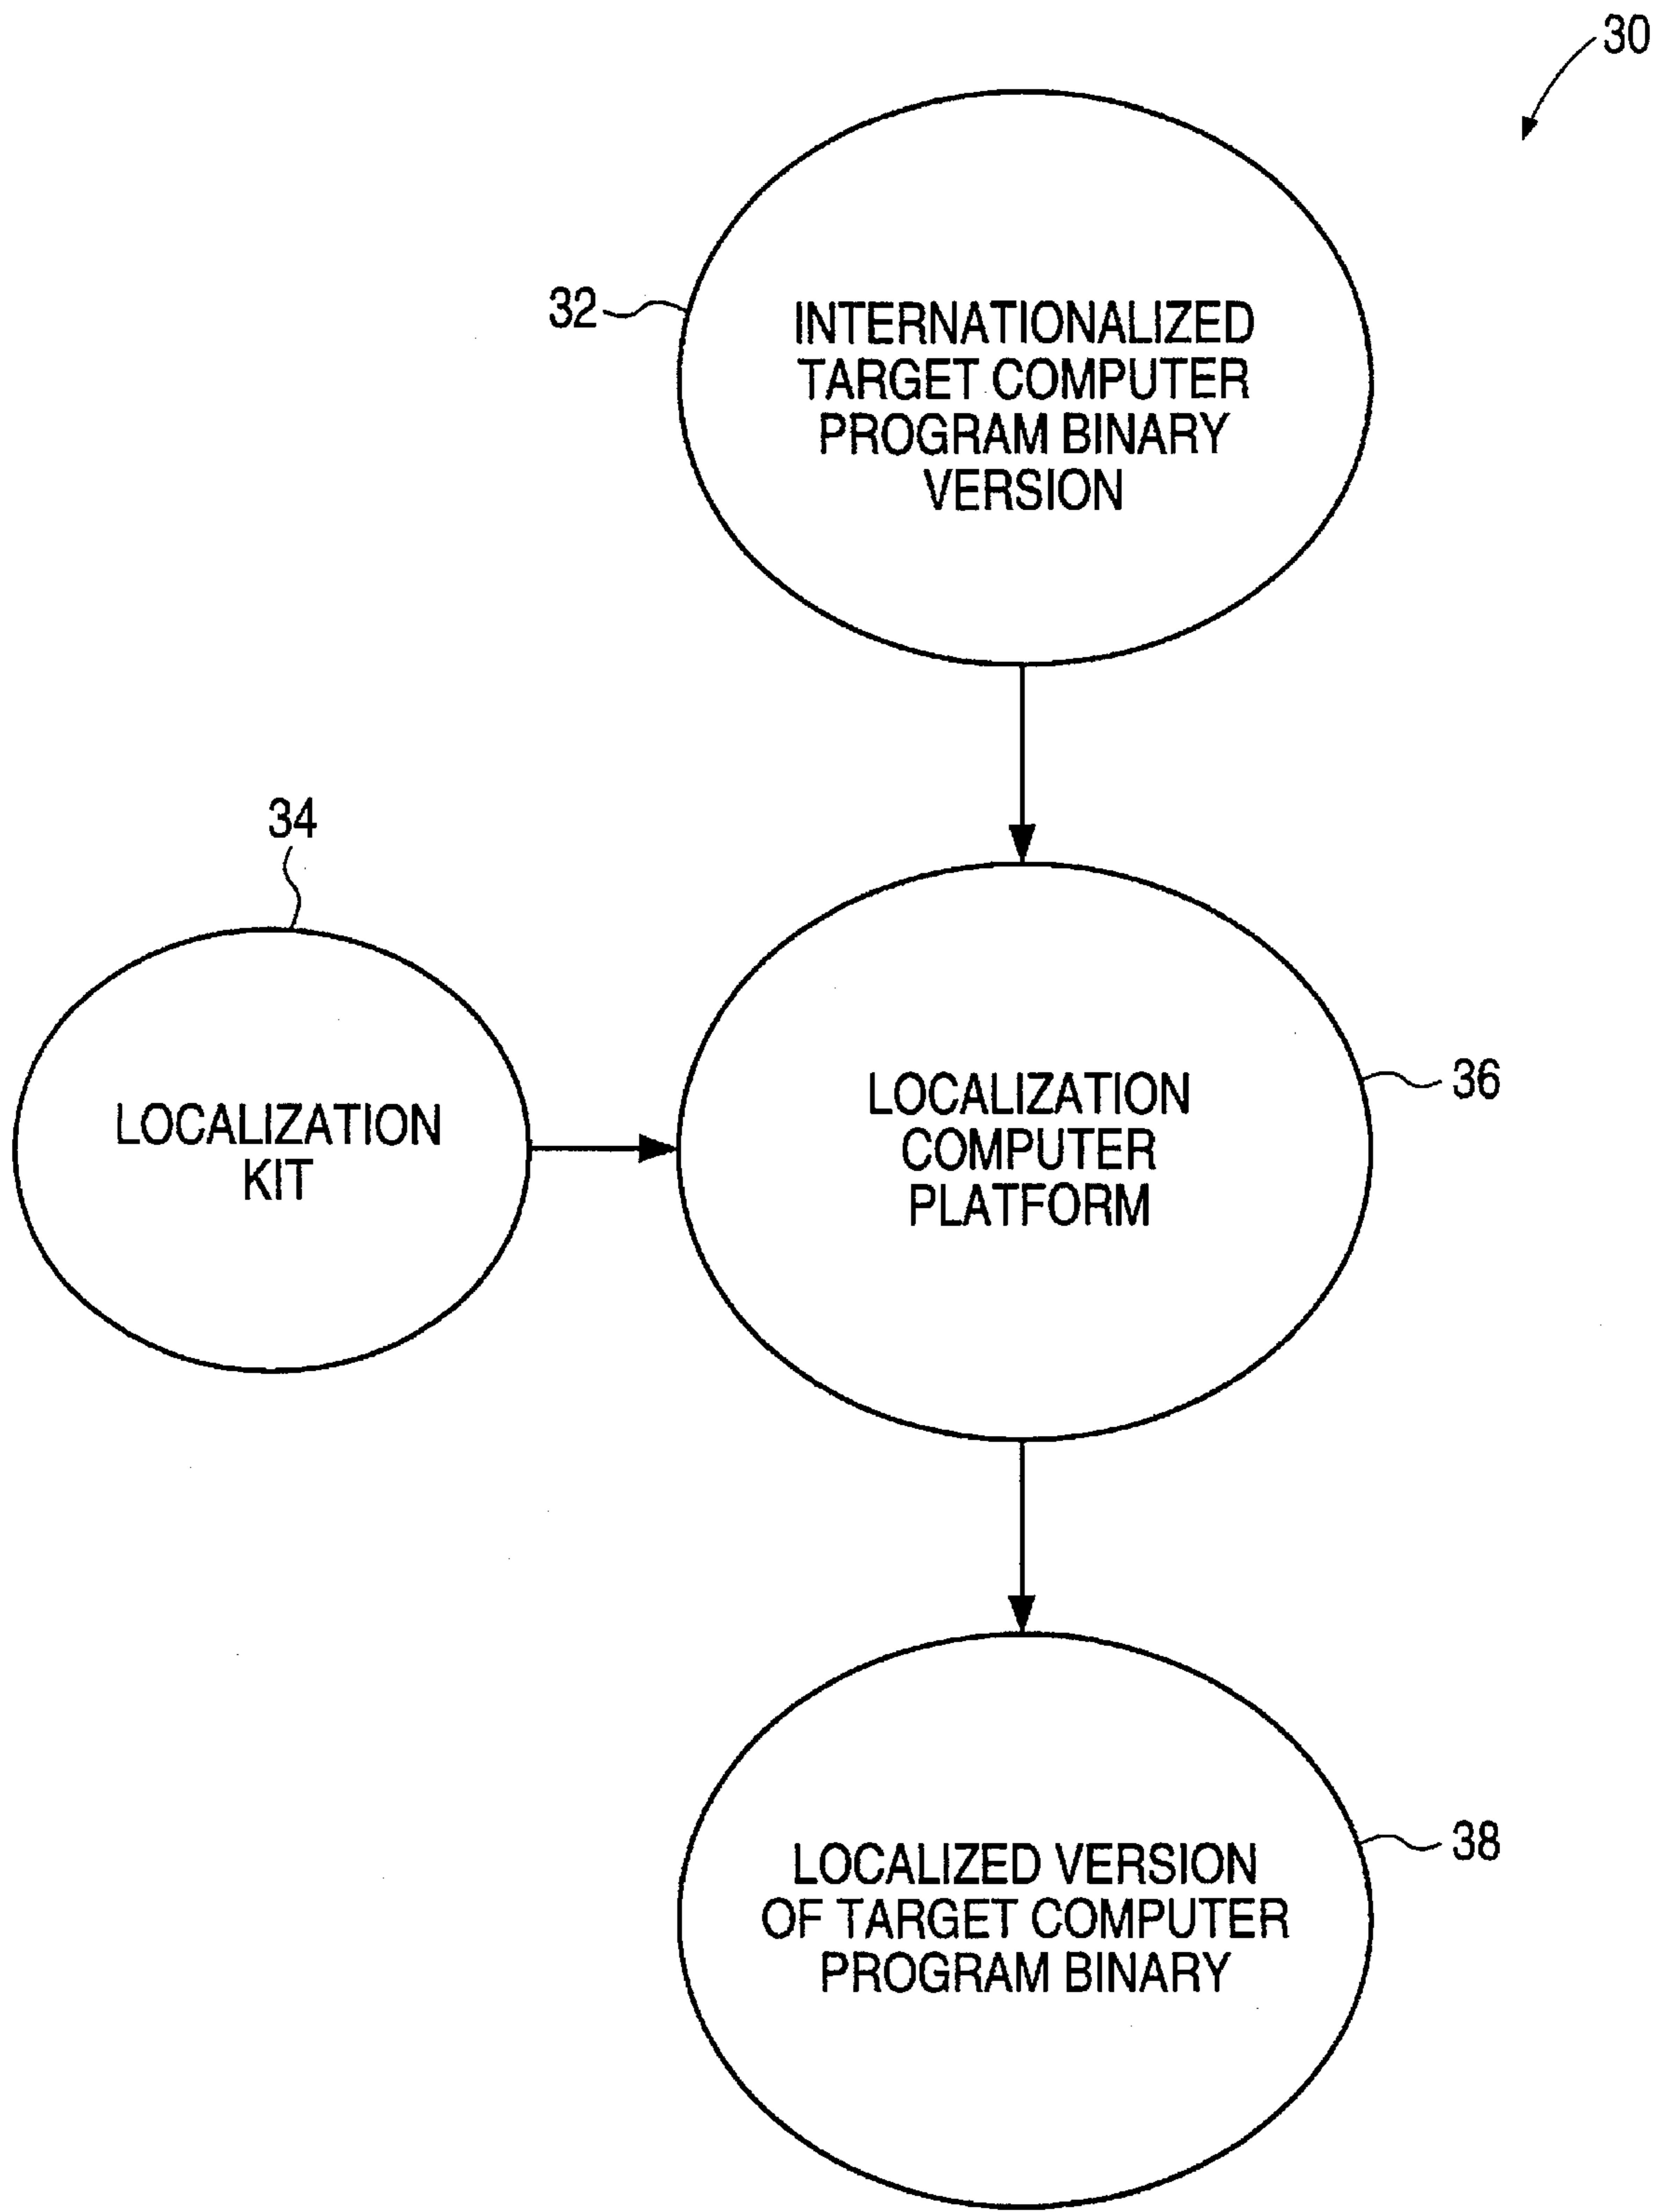 30
32
INTERNATIONALIZED
TARGET COMPUTER
PROGRAM BINARY
VERSION
34
LOCALIZATION
KIT
LOCALIZATION
COMPUTER
PLATFORM
36
LOCALIZED VERSION
OF TARGET COMPUTER
PROGRAM BINARY
38